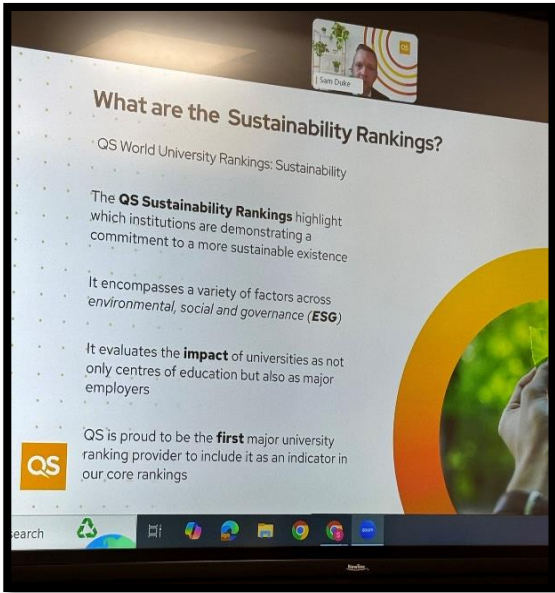 QS
Sam Duke
What are the Sustainability Rankings?
QS World University Rankings: Sustainability
The QS Sustainability Rankings highlight
which institutions are demonstrating a
commitment to a more sustainable existence
It encompasses a variety of factors across
environmental, social and governance (ESG)
It evaluates the impact of universities as not
only centres of education but also as major
employers
QS is proud to be the first major university
ranking provider to include it as an indicator in
our core rankings
QS
earch
zoom